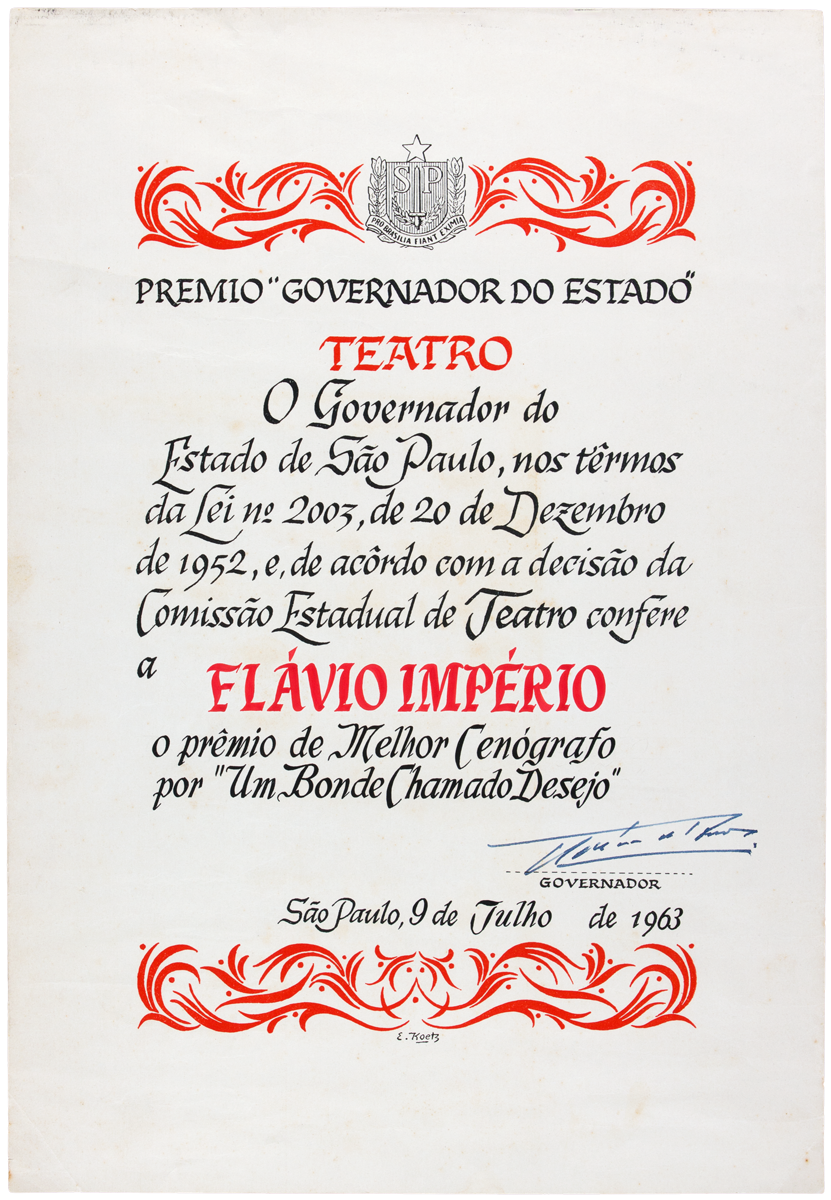 SP
PRO BRASILIA FIANT EXIMIA
PREMIO "GOVERNADOR DO ESTADO"
TEATRO
O Governador do
Estado de São Paulo, nos têrmos
da Lei nº 2003, de 20 de Dezembro
de 1952, e, de acôrdo com a decisão da
Comissão Estadual de Teatro confére
a FLÁVIO IMPÉRIO
o prêmio de Melhor Cenógrafo
por "Um Bonde Chamado Desejo"
GOVERNADOR
São Paulo, 9 de Julho de 1963
E. Koetz